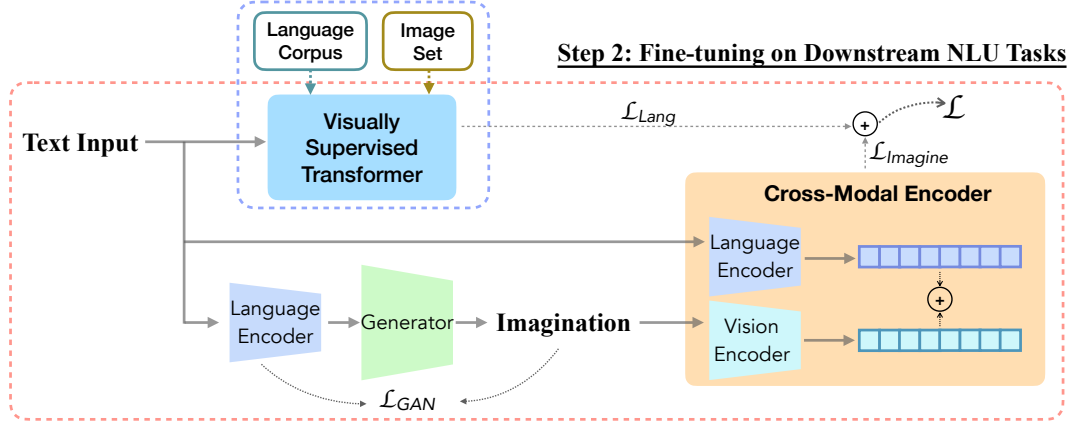 Language
Corpus
Image
Set
Step 2: Fine-tuning on Downstream NLU Tasks
Text Input
Visually
Supervised
Transformer
ℒLang
+
ℒ
ℒImagine
Cross-Modal Encoder
Language
Encoder
+
Language
Encoder
Generator
Imagination
Vision
Encoder
ℒGAN